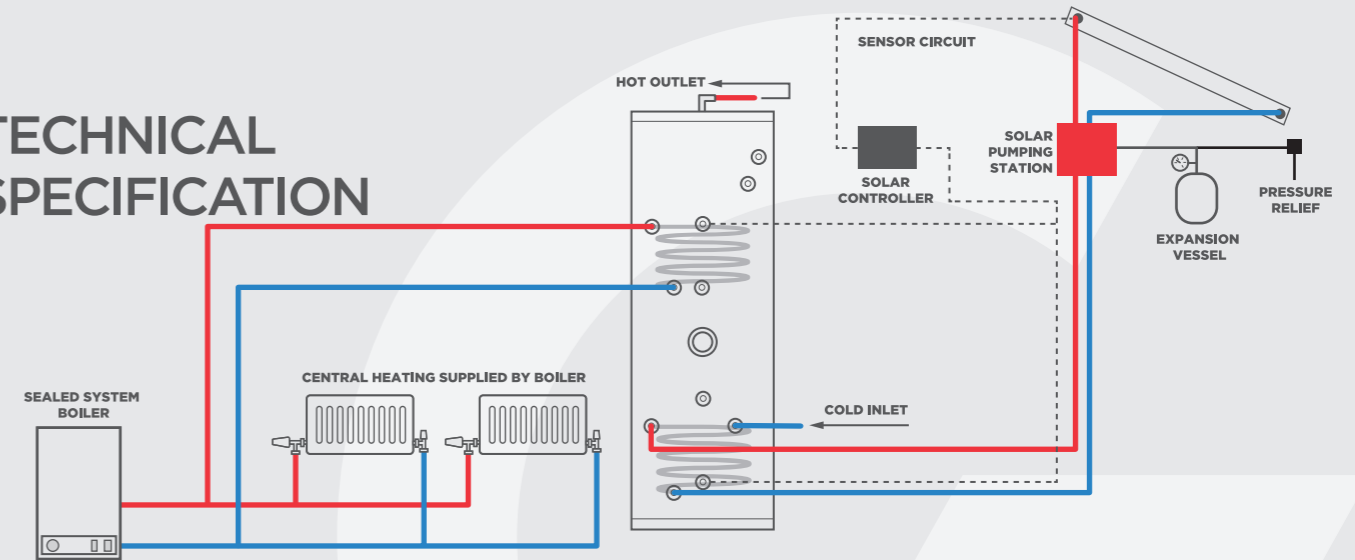 TECHNICAL
SPECIFICATION
SENSOR CIRCUIT
HOT OUTLET
SOLAR
CONTROLLER
SOLAR
PUMPING
STATION
PRESSURE
RELIEF
EXPANSION
VESSEL
CENTRAL HEATING SUPPLIED BY BOILER
SEALED SYSTEM
BOILER
COLD INLET